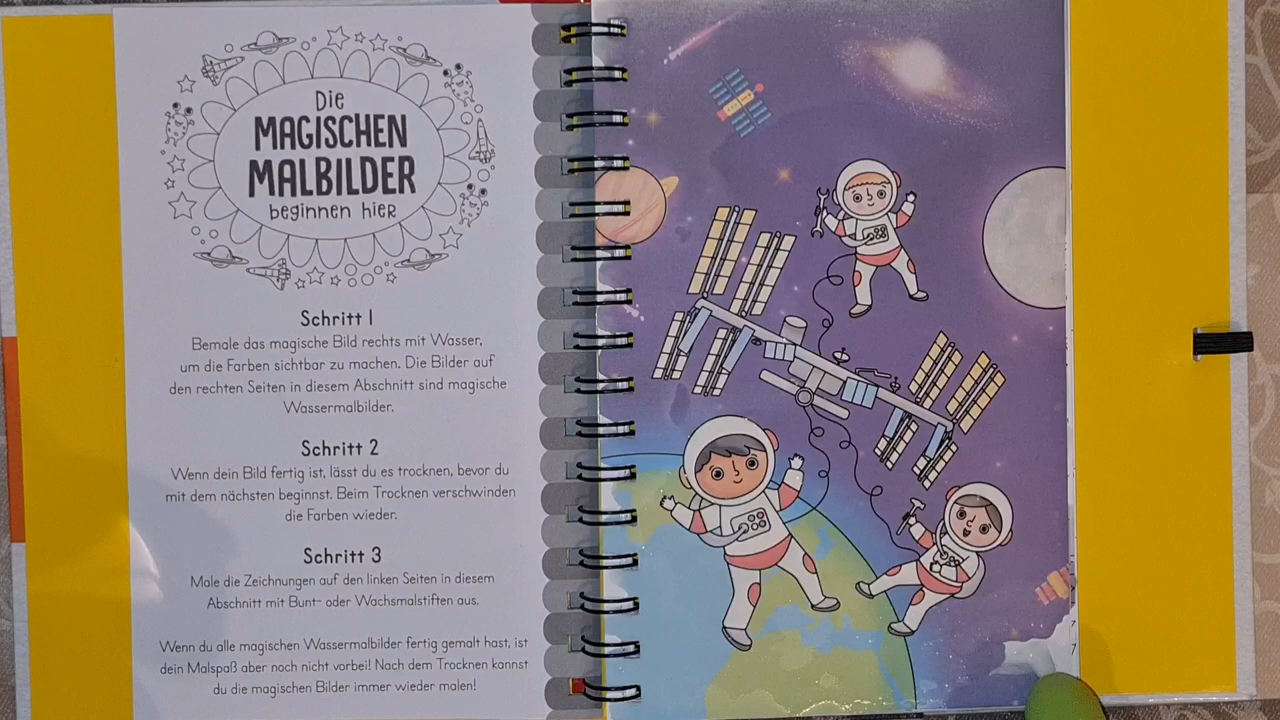 Die
MAGISCHEN
MALBILDER
beginnen hier
Schritt 1
Bemale das magische Bild rechts mit Wasser,
um die Farben sichtbar zu machen. Die Bilder auf
den rechten Seiten in diesem Abschnitt sind magische
Wassermalbilder.
Schritt 2
Wenn dein Bild fertig ist, lässt du es trocknen, bevor du
mit dem nächsten beginnst. Beim Trocknen verschwinden
die Farben wieder.
Schritt 3
Male die Zeichnungen auf den linken Seiten in diesem
Abschnitt mit Bunt- oder Wachsmalstiften aus.
Wenn du alle magischen Wassermalbilder fertig gemalt hast, ist
dein Malspaß aber noch nicht vorbei! Nach dem Trocknen kannst
du die magischen Bilder immer wieder malen!